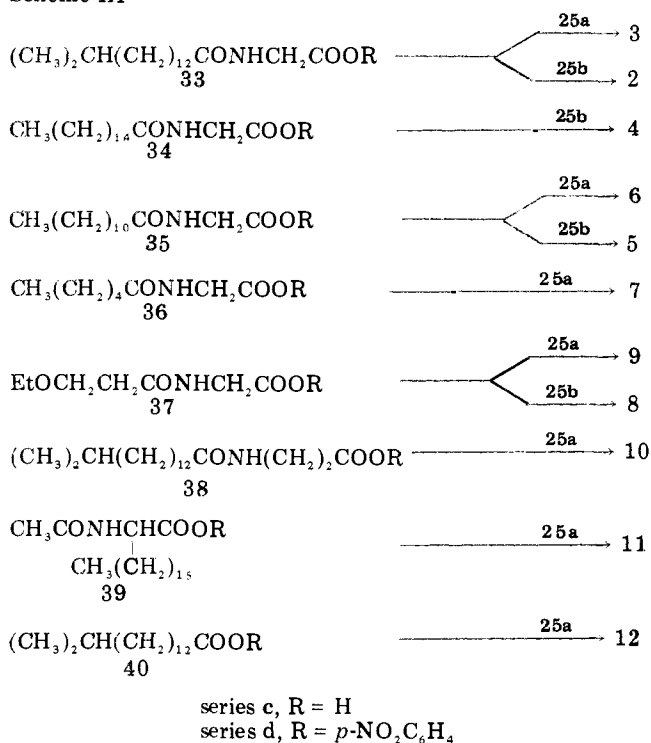 25a
3
(CH₃)₂CH(CH₂)₁₂CONHCH₂COOR
33
25b
2
CH₃(CH₂)₁₄CONHCH₂COOR
34
25b
4
25a
6
CH₃(CH₂)₁₀CONHCH₂COOR
35
25b
5
CH₃(CH₂)₄CONHCH₂COOR
36
25a
7
25a
9
EtOCH₂CH₂CONHCH₂COOR
37
25b
8
(CH₃)₂CH(CH₂)₁₂CONH(CH₂)₂COOR
38
25a
10
CH₃CONHCHCOOR
CH₃(CH₂)₁₅
39
25a
11
(CH₃)₂CH(CH₂)₁₂COOR
40
25a
12
series c, R = H
series d, R = p-NO₂C₆H₄